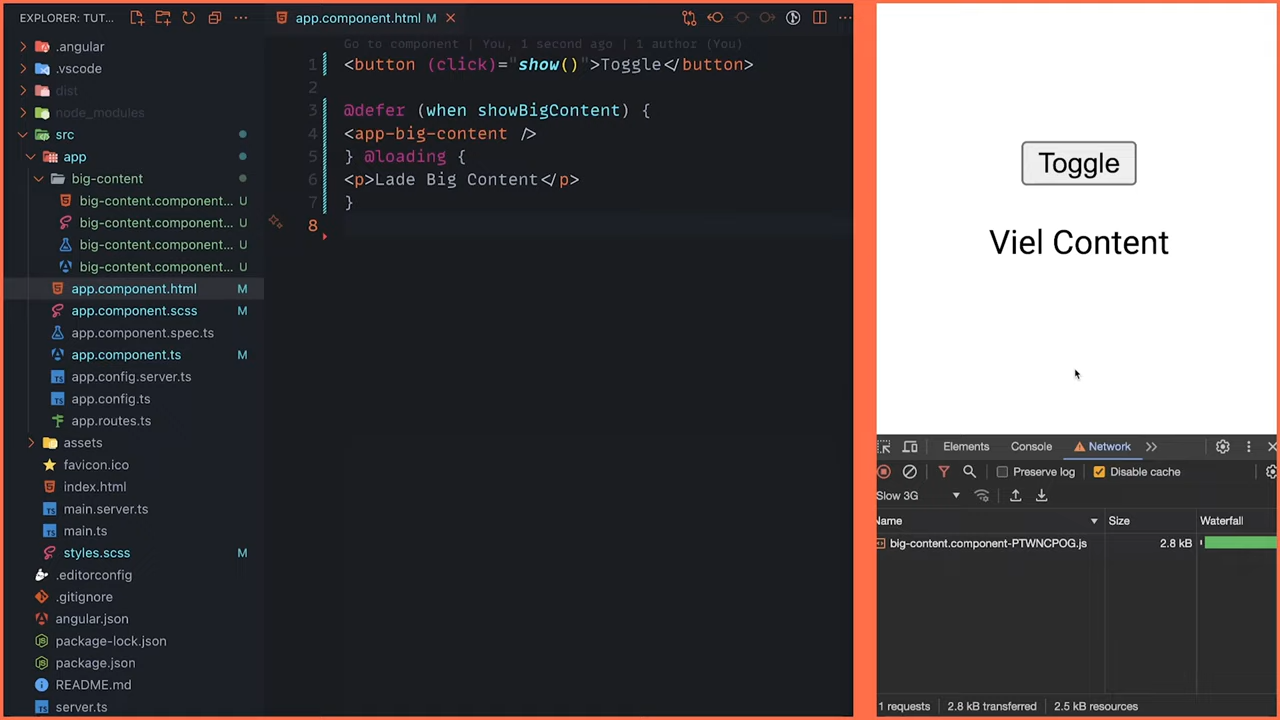 EXPLORER: TUT...
.angular
.vscode
dist
node_modules
src
app
big-content
big-content.component... U
big-content.component... U
big-content.component... U
big-content.component... U
app.component.html M
app.component.scss M
app.component.spec.ts
app.component.ts M
app.config.server.ts
app.config.ts
app.routes.ts
assets
favicon.ico
index.html
main.server.ts
main.ts
styles.scss M
.editorconfig
.gitignore
angular.json
package-lock.json
package.json
README.md
server.ts
app.component.html M
Go to component | You, 1 second ago | 1 author (You)
1 <button (click)="show()">Toggle</button>
2
3 @defer (when showBigContent) {
4 <app-big-content />
5 } @loading {
6 <p>Lade Big Content</p>
7 }
8
Toggle
Viel Content
Elements Console Network
Preserve log Disable cache
Slow 3G
Name Size Waterfall
big-content.component-PTWNCPOG.js 2.8 kB
1 requests 2.8 kB transferred 2.5 kB resources